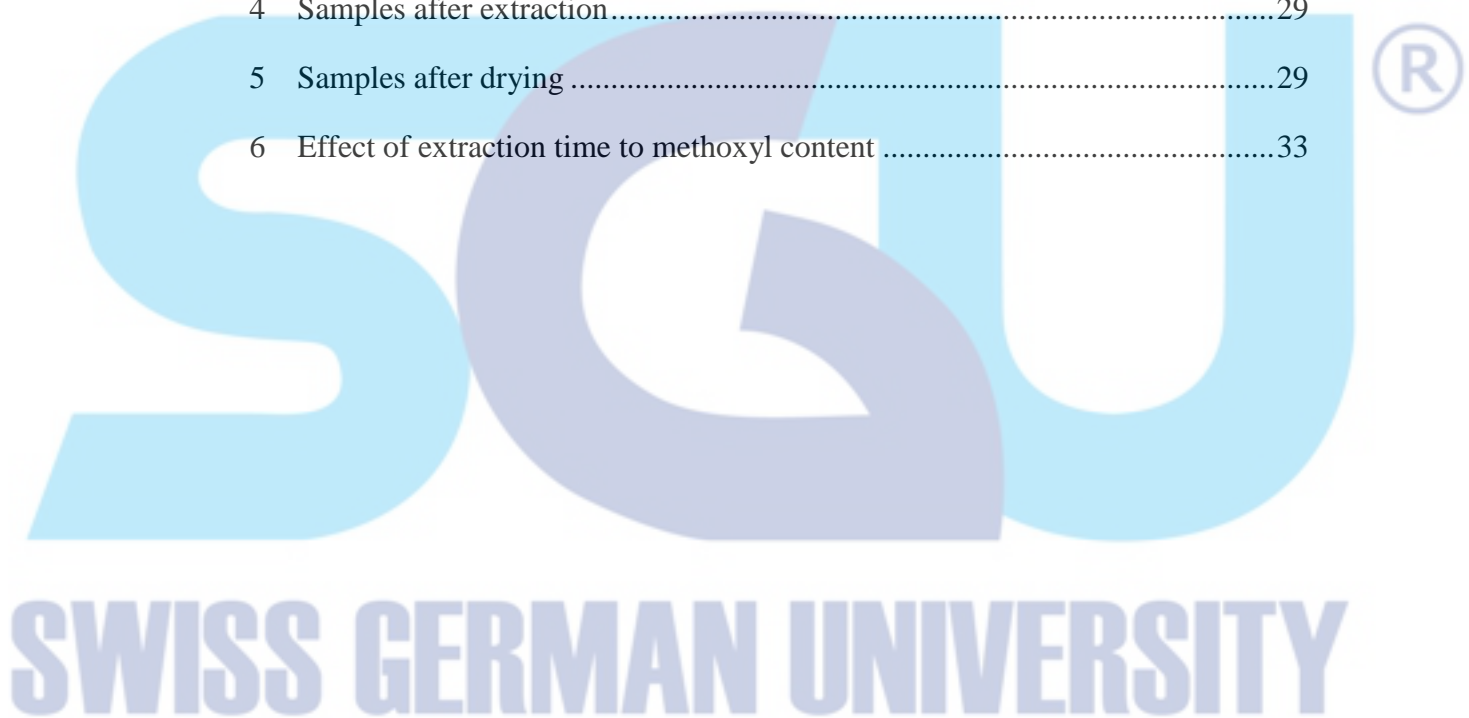 4 Samples after extraction....................................................................................29
5 Samples after drying .........................................................................................29
6 Effect of extraction time to methoxyl content ..................................................33
SGU ®
SWISS GERMAN UNIVERSITY